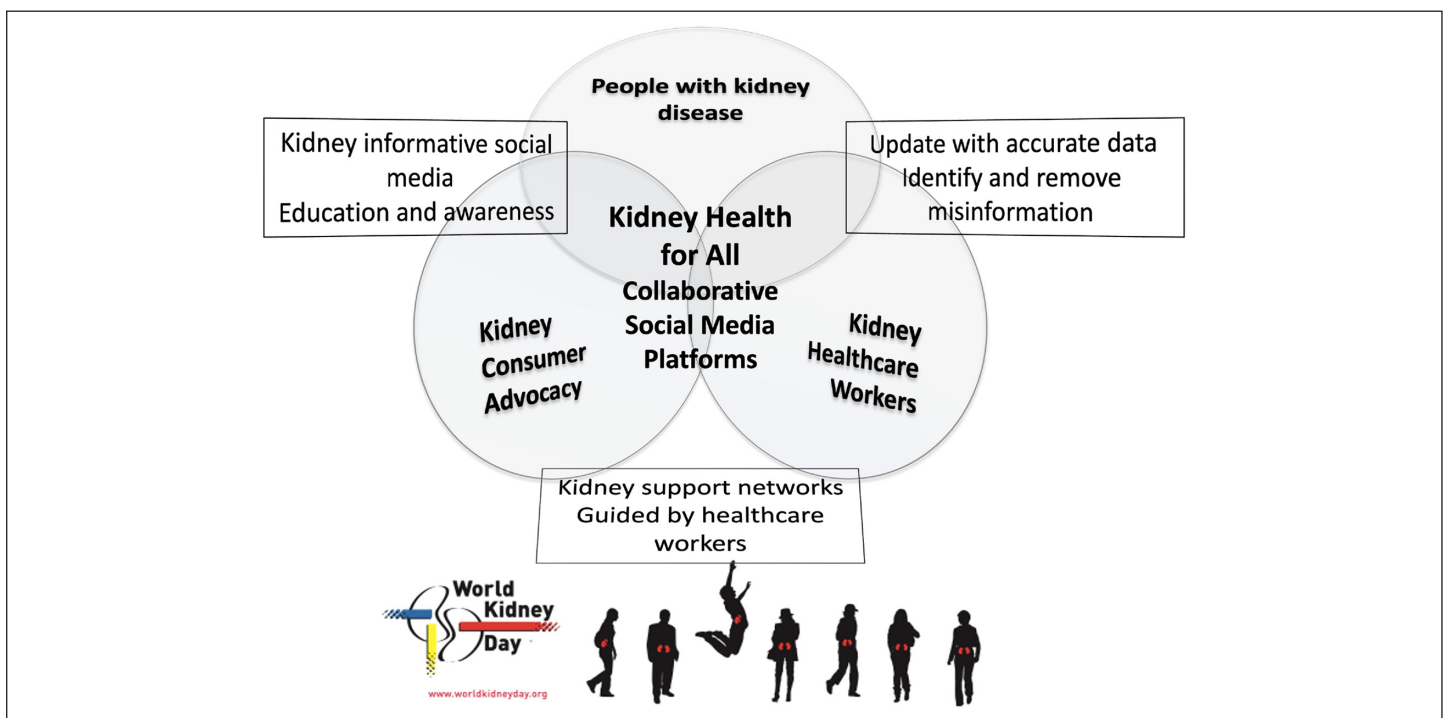 People with kidney
disease
Kidney informative social
media
Education and awareness
Update with accurate data
Identify and remove
misinformation
Kidney Health
for All
Collaborative
Social Media
Platforms
Kidney
Consumer
Advocacy
Kidney
Healthcare
Workers
Kidney support networks
Guided by healthcare
workers
World
Kidney
Day
www.worldkidneyday.org